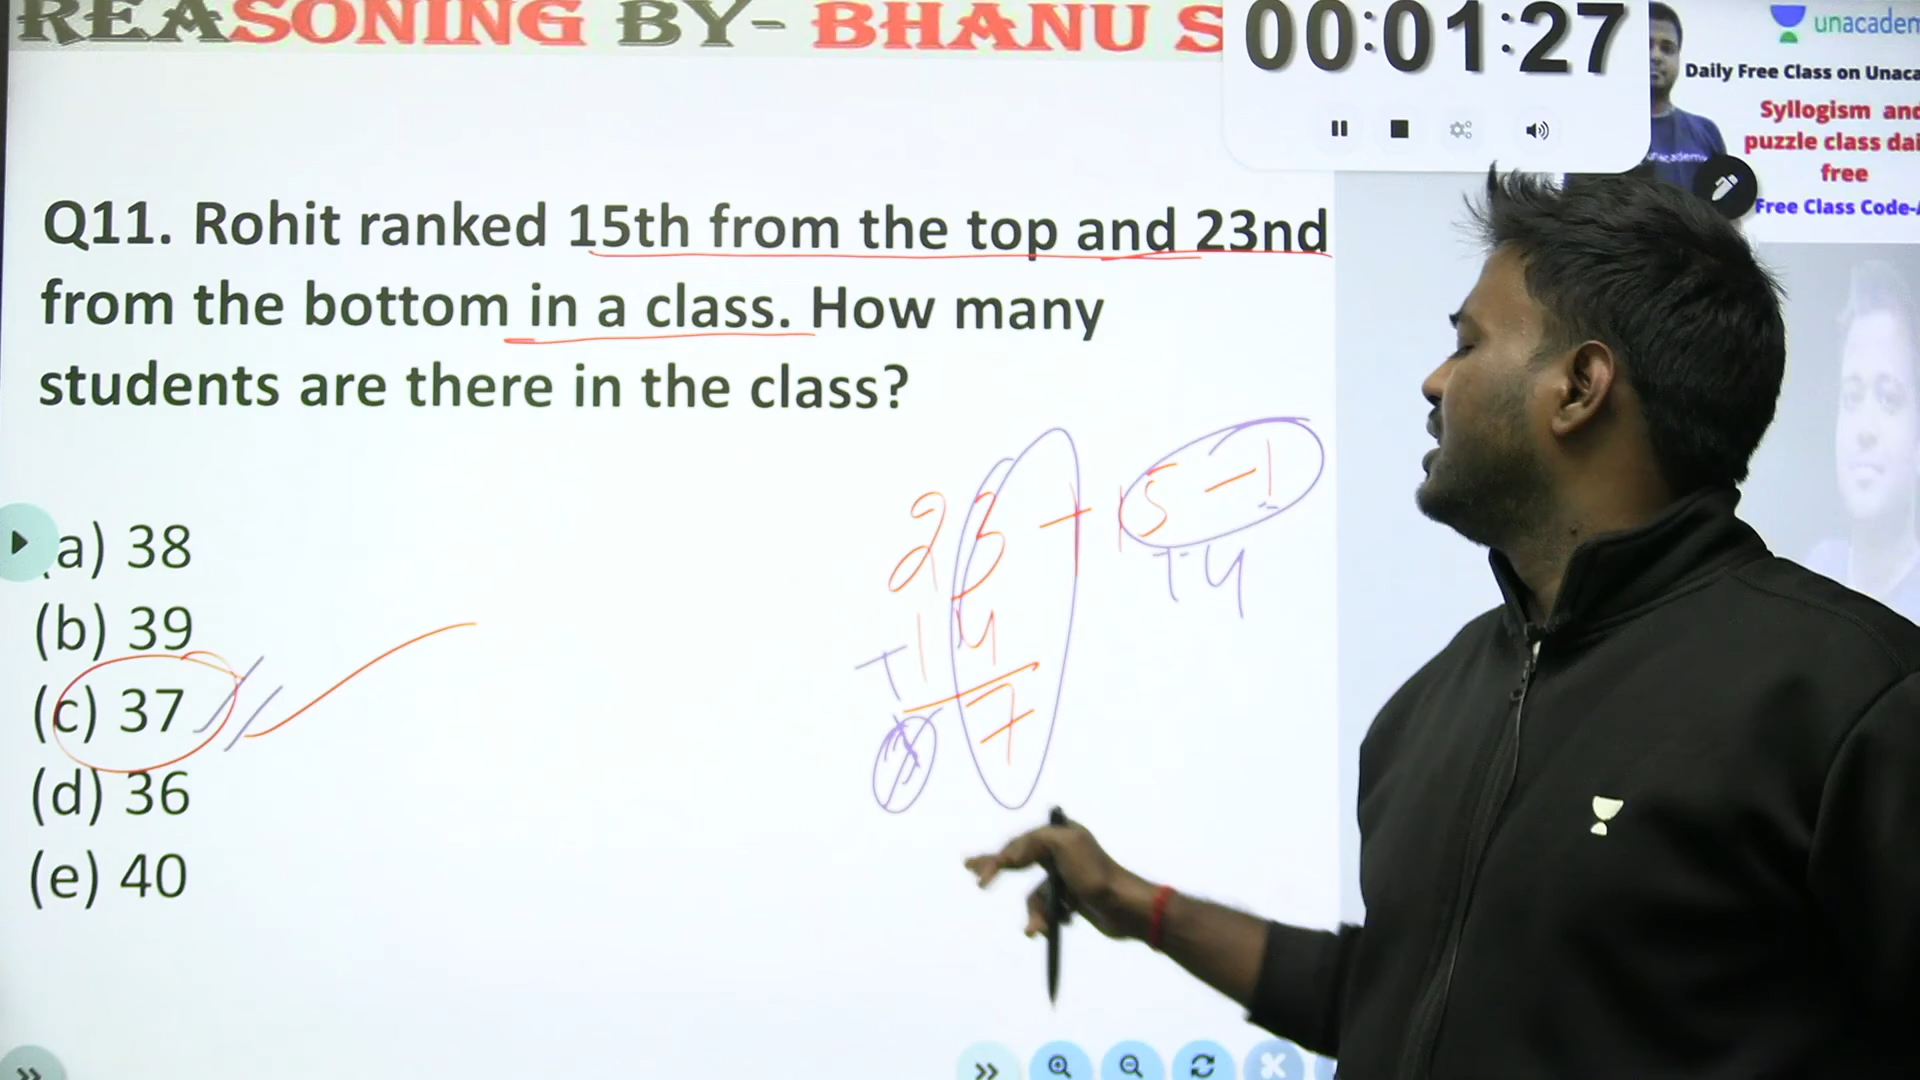 REASONING BY- BHANU S
00:01:27
unacadem
Daily Free Class on Unaca
Syllogism and
puzzle class dai
free
Free Class Code-A
Q11. Rohit ranked 15th from the top and 23nd
from the bottom in a class. How many
students are there in the class?
23 + 15 - 1
14
+14
7
(a) 38
(b) 39
(c) 37
(d) 36
(e) 40